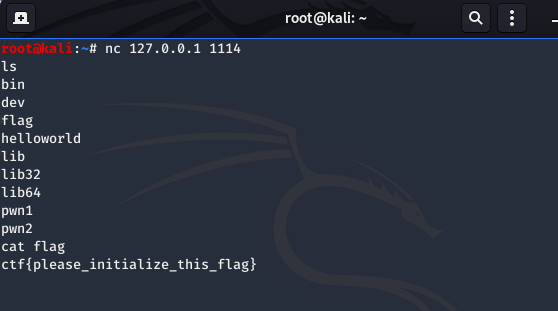 root@kali: ~
root@kali:~# nc 127.0.0.1 1114
ls
bin
dev
flag
helloworld
lib
lib32
lib64
pwn1
pwn2
cat flag
ctf{please_initialize_this_flag}